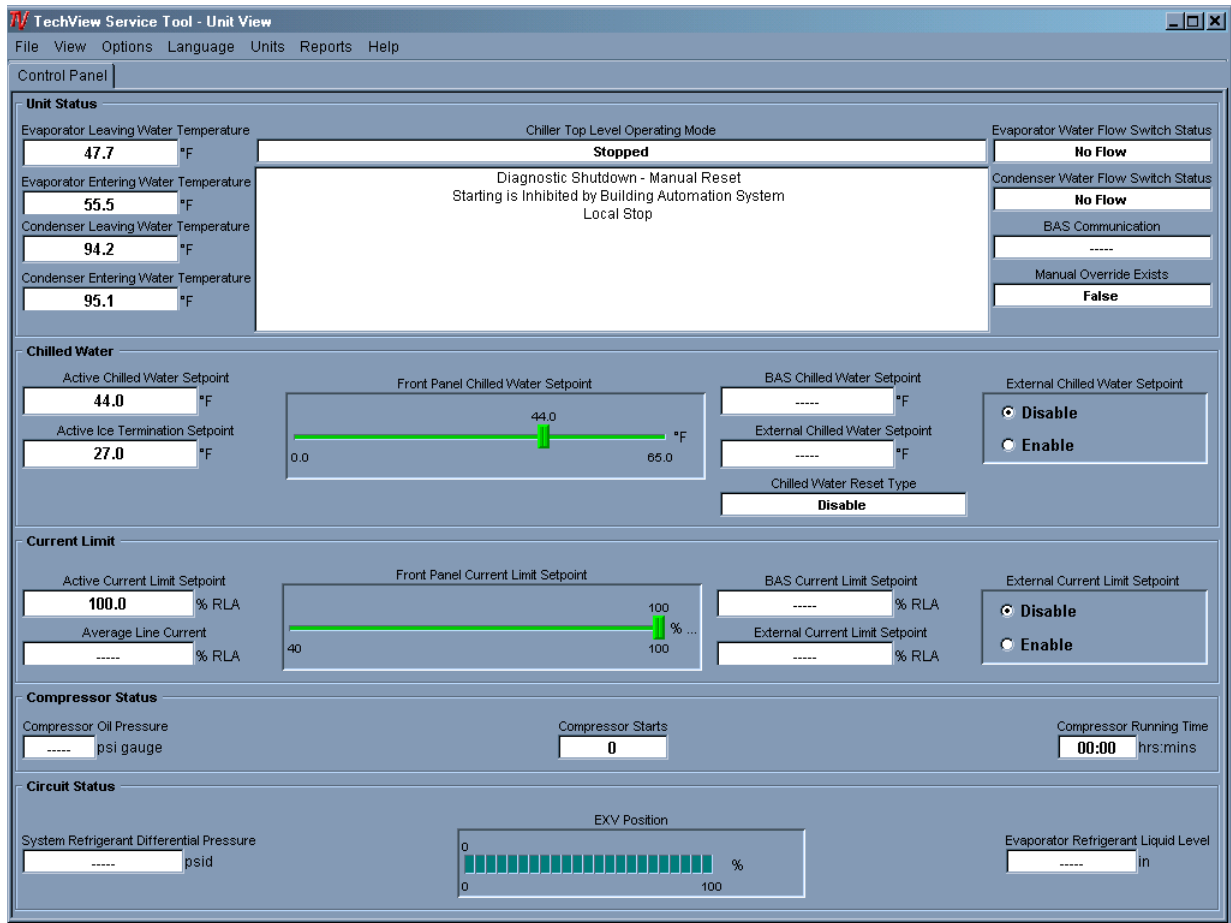 TV TechView Service Tool - Unit View
File View Options Language Units Reports Help
Control Panel
Unit Status
Evaporator Leaving Water Temperature
47.7 °F
Evaporator Entering Water Temperature
55.5 °F
Condenser Leaving Water Temperature
94.2 °F
Condenser Entering Water Temperature
95.1 °F
Chiller Top Level Operating Mode
Stopped
Diagnostic Shutdown - Manual Reset
Starting is Inhibited by Building Automation System
Local Stop
Evaporator Water Flow Switch Status
No Flow
Condenser Water Flow Switch Status
No Flow
BAS Communication
-----
Manual Override Exists
False
Chilled Water
Active Chilled Water Setpoint
44.0 °F
Active Ice Termination Setpoint
27.0 °F
Front Panel Chilled Water Setpoint
44.0
°F
0.0 65.0
BAS Chilled Water Setpoint
----- °F
External Chilled Water Setpoint
----- °F
Chilled Water Reset Type
Disable
External Chilled Water Setpoint
Disable
Enable
Current Limit
Active Current Limit Setpoint
100.0 % RLA
Average Line Current
----- % RLA
Front Panel Current Limit Setpoint
100
% ...
40 100
BAS Current Limit Setpoint
----- % RLA
External Current Limit Setpoint
----- % RLA
External Current Limit Setpoint
Disable
Enable
Compressor Status
Compressor Oil Pressure
----- psi gauge
Compressor Starts
0
Compressor Running Time
00:00 hrs:mins
Circuit Status
System Refrigerant Differential Pressure
----- psid
EXV Position
0
%
0 100
Evaporator Refrigerant Liquid Level
----- in